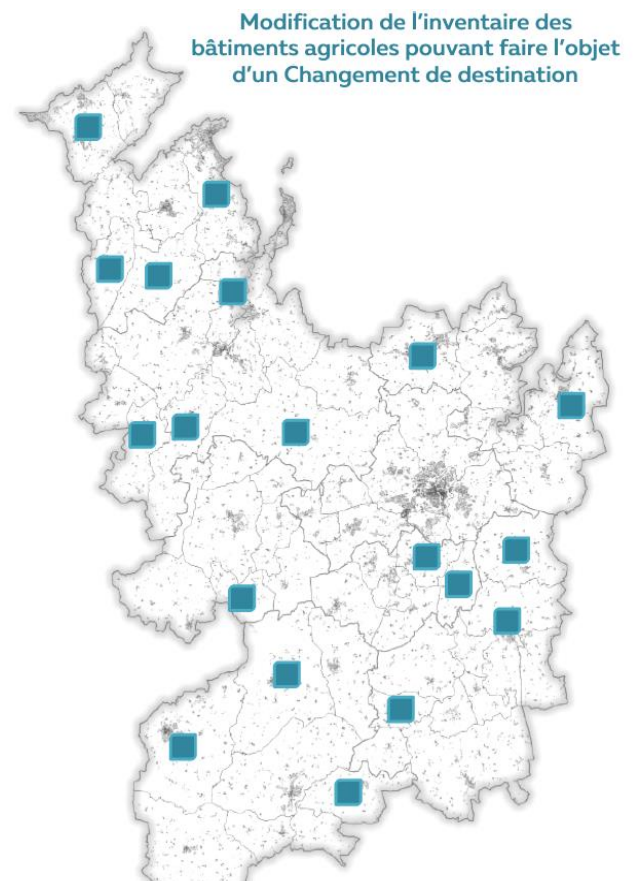 Modification de l’inventaire des
bâtiments agricoles pouvant faire l’objet
d’un Changement de destination